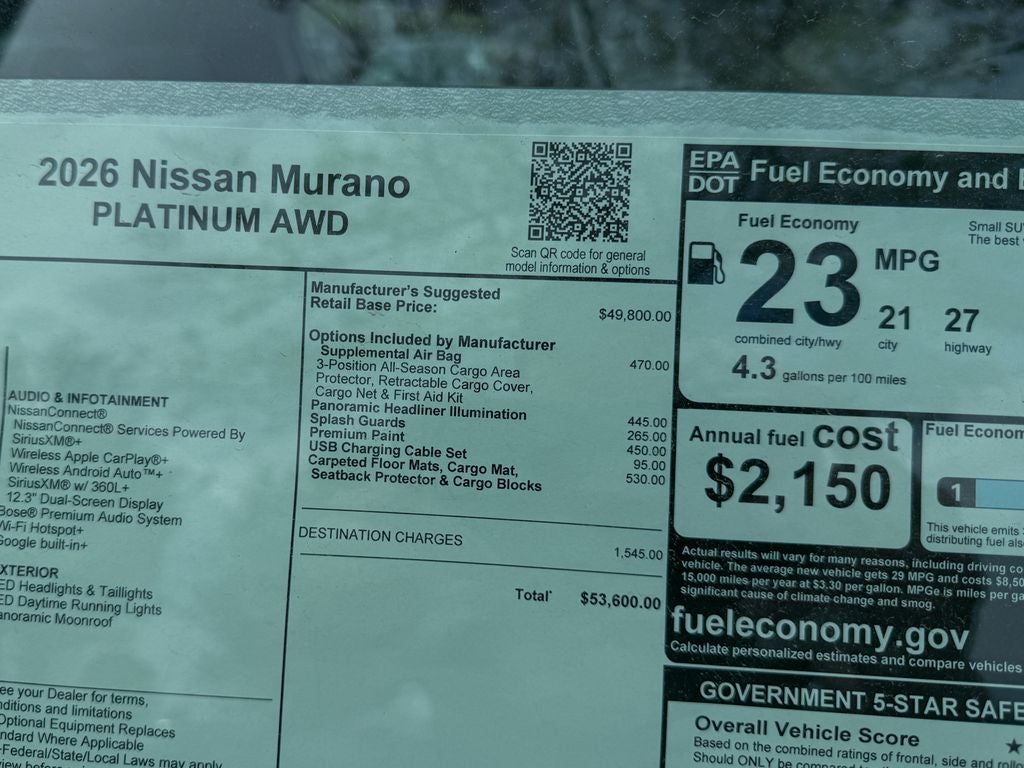 2026 Nissan Murano
PLATINUM AWD
Scan QR code for general
model information & options
Manufacturer's Suggested
Retail Base Price: $49,800.00
Options Included by Manufacturer
Supplemental Air Bag
3-Position All-Season Cargo Area 470.00
Protector, Retractable Cargo Cover,
Cargo Net & First Aid Kit
Panoramic Headliner Illumination 445.00
Splash Guards 265.00
Premium Paint 450.00
USB Charging Cable Set 95.00
Carpeted Floor Mats, Cargo Mat, 530.00
Seatback Protector & Cargo Blocks
DESTINATION CHARGES 1,545.00
Total* $53,600.00
AUDIO & INFOTAINMENT
NissanConnect®
NissanConnect® Services Powered By
SiriusXM®+
Wireless Apple CarPlay®+
Wireless Android Auto™+
SiriusXM® w/ 360L+
12.3" Dual-Screen Display
Bose® Premium Audio System
Wi-Fi Hotspot+
Google built-in+
XTERIOR
ED Headlights & Taillights
ED Daytime Running Lights
anoramic Moonroof
ee your Dealer for terms,
nditions and limitations
Optional Equipment Replaces
ndard Where Applicable
-Federal/State/Local Laws may apply
EPA
DOT
Fuel Economy and
Fuel Economy
Small SU
The best
23 MPG
21 27
city highway
combined city/hwy
4.3 gallons per 100 miles
Annual fuel cost
$2,150
Fuel Econom
1
This vehicle emits
distributing fuel als
Actual results will vary for many reasons, including driving co
vehicle. The average new vehicle gets 29 MPG and costs $8,50
15,000 miles per year at $3.30 per gallon. MPGe is miles per ga
significant cause of climate change and smog.
fueleconomy.gov
Calculate personalized estimates and compare vehicles
GOVERNMENT 5-STAR SAFE
Overall Vehicle Score
Based on the combined ratings of frontal, side and rollo
Should ONLY be compared